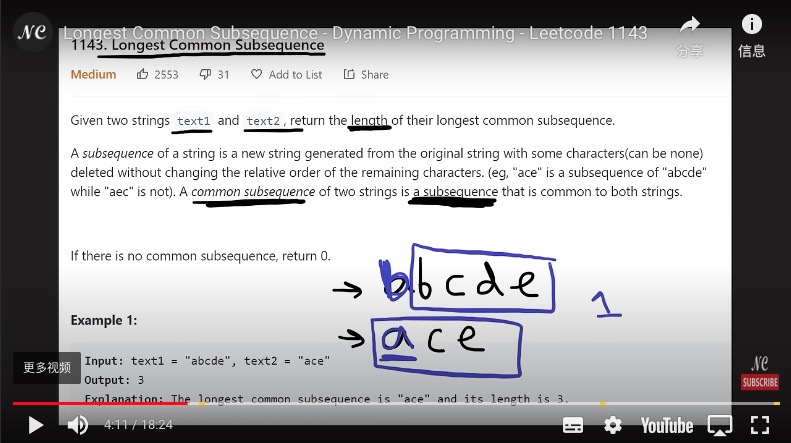 NC Longest Common Subsequence - Dynamic Programming - Leetcode 1143
分享
信息
1143. Longest Common Subsequence
Medium 2553 31 Add to List Share
Given two strings text1 and text2, return the length of their longest common subsequence.
A subsequence of a string is a new string generated from the original string with some characters(can be none)
deleted without changing the relative order of the remaining characters. (eg, "ace" is a subsequence of "abcde"
while "aec" is not). A common subsequence of two strings is a subsequence that is common to both strings.
If there is no common subsequence, return 0.
b b c d e
1
a c e
Example 1:
更多视频
Input: text1 = "abcde", text2 = "ace"
Output: 3
Explanation: The longest common subsequence is "ace" and its length is 3.
NC
SUBSCRIBE
4:11 / 18:24
YouTube